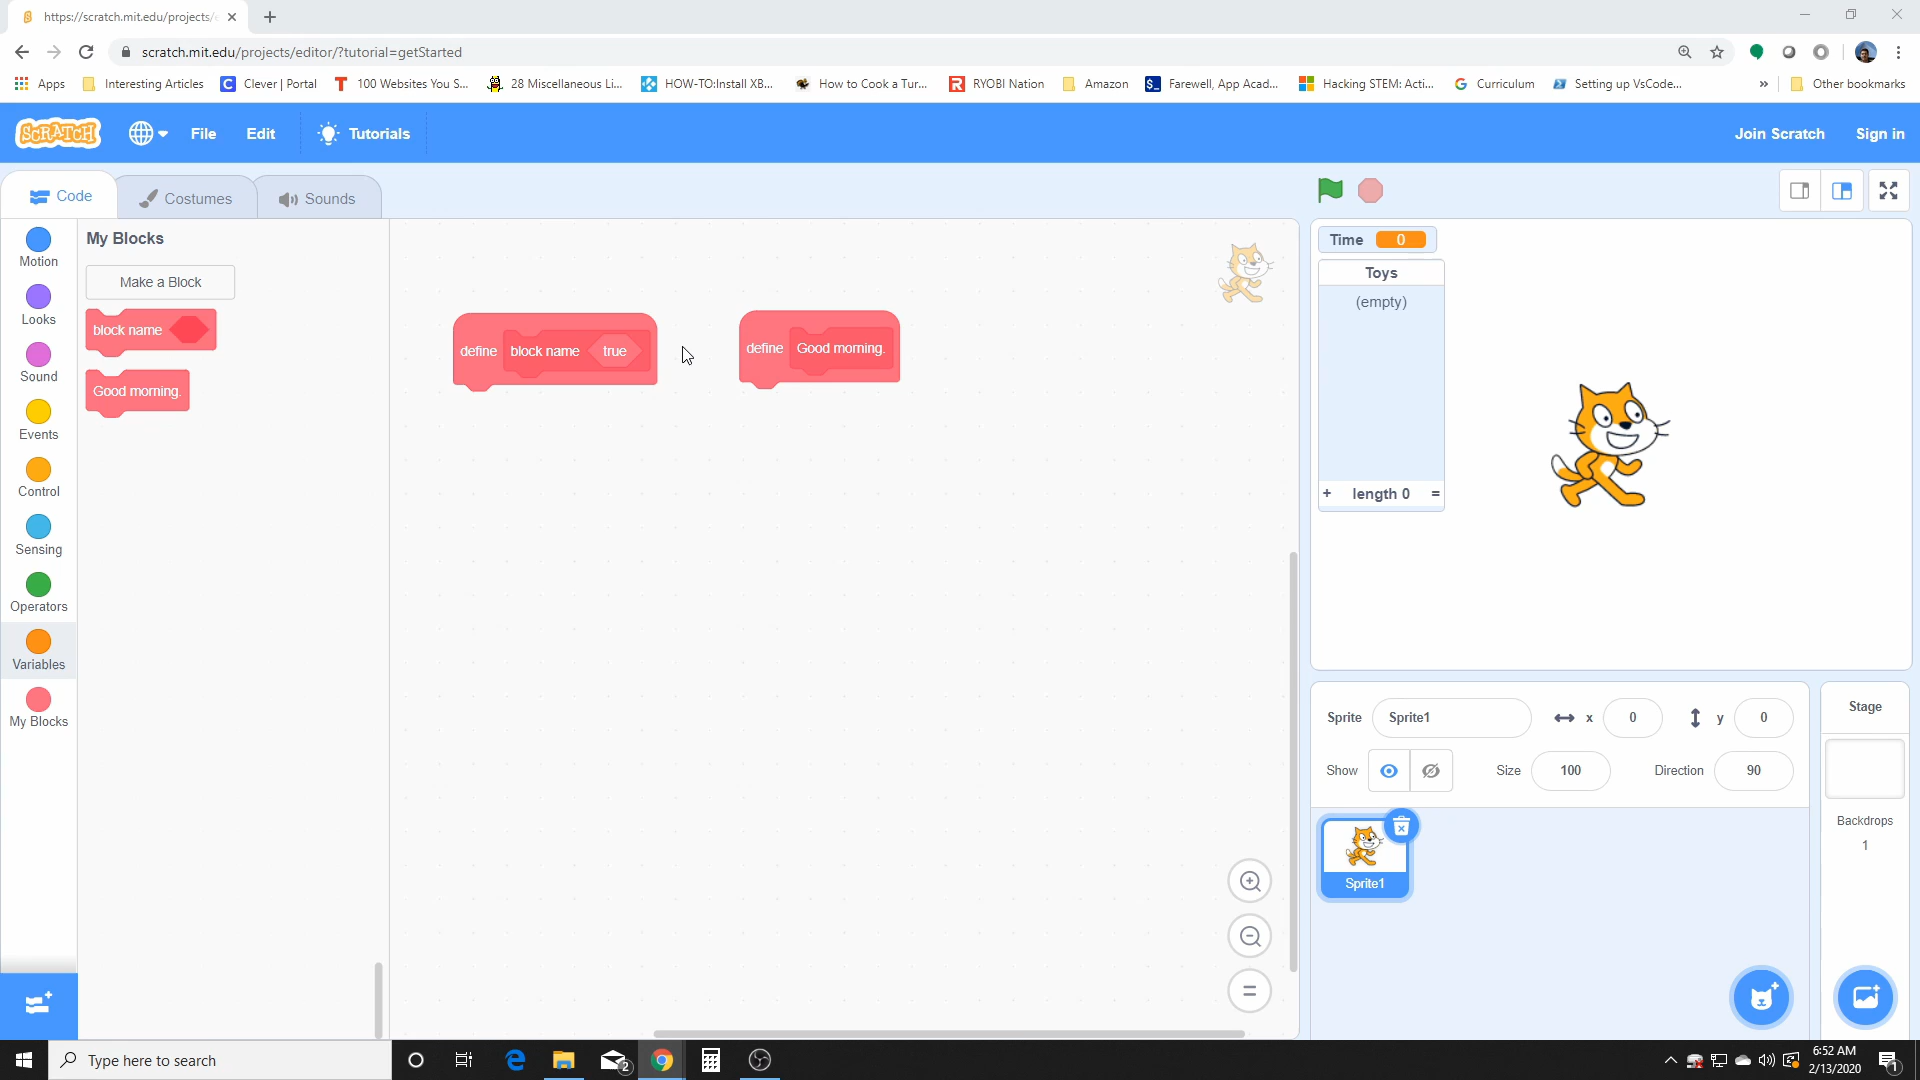 https://scratch.mit.edu/projects/
scratch.mit.edu/projects/editor/?tutorial=getStarted
Apps
Interesting Articles
Clever | Portal
100 Websites You S...
28 Miscellaneous Li...
HOW-TO:Install XB...
How to Cook a Tur...
RYOBI Nation
Amazon
Farewell, App Acad...
Hacking STEM: Acti...
Curriculum
Setting up VsCode...
»
Other bookmarks
SCRATCH
File
Edit
Tutorials
Join Scratch
Sign in
Code
Costumes
Sounds
Motion
Looks
Sound
Events
Control
Sensing
Operators
Variables
My Blocks
My Blocks
Make a Block
block name
Good morning.
define block name true
define Good morning.
Time 0
Toys
(empty)
+ length 0 =
Sprite Sprite1 x 0 y 0
Show Size 100 Direction 90
Sprite1
Stage
Backdrops
1
Type here to search
2
6:52 AM
2/13/2020
1